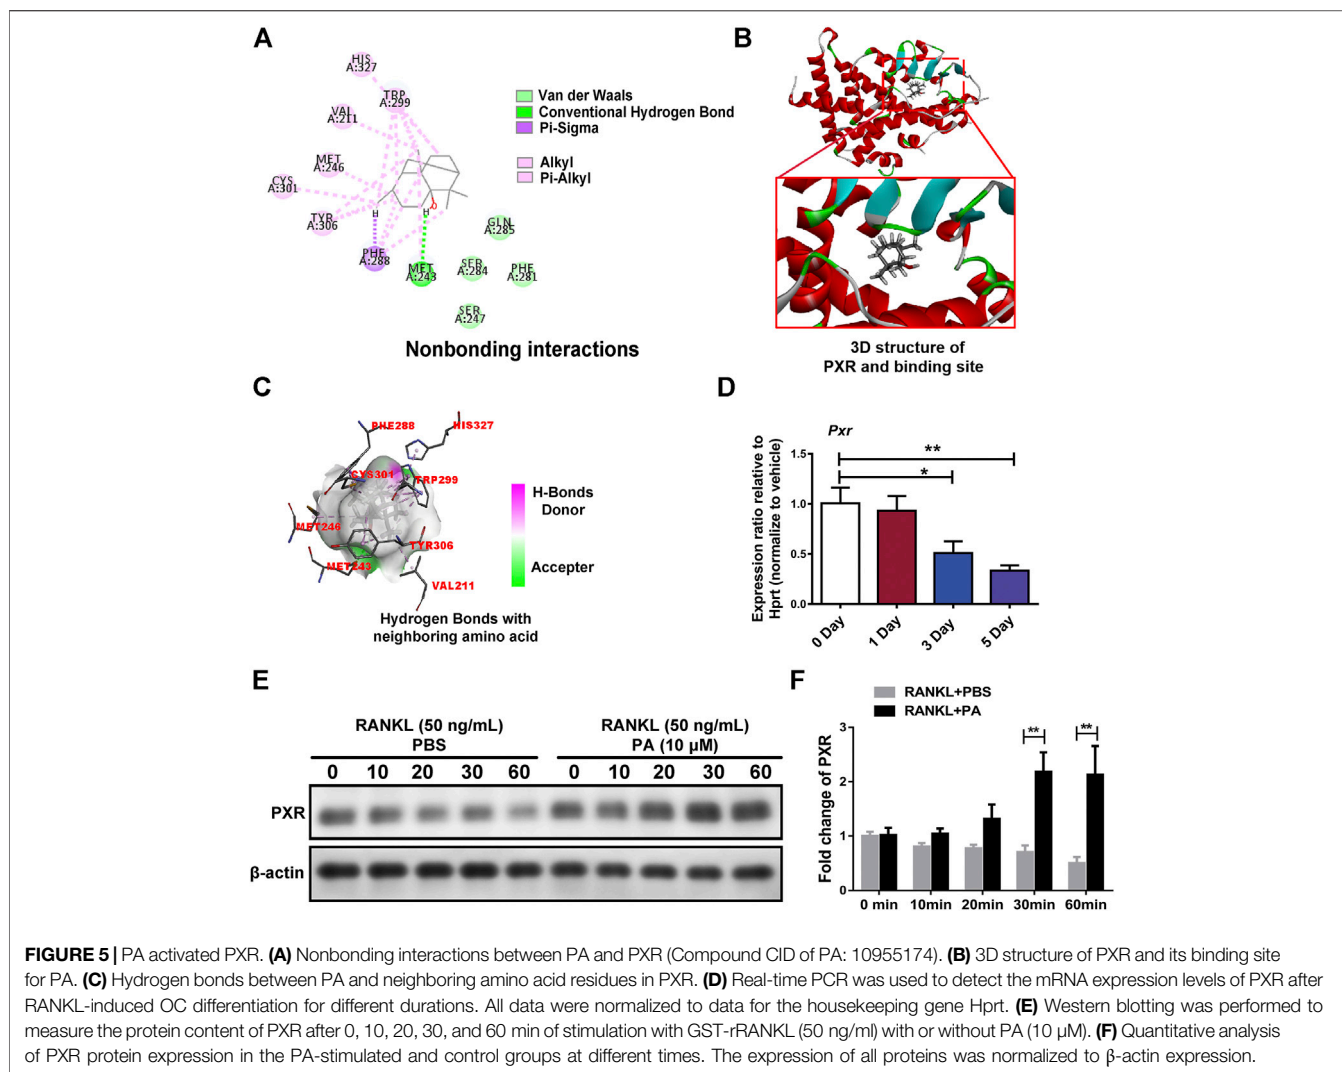 A
HIS
A:327
TRP
A:299
VAL
A:211
MET
A:246
CYS
A:301
TYR
A:306
PHE
A:288
MET
A:243
SER
A:284
GLN
A:285
PHE
A:281
SER
A:247
H
H
O
Van der Waals
Conventional Hydrogen Bond
Pi-Sigma
Alkyl
Pi-Alkyl
Nonbonding interactions
B
3D structure of
PXR and binding site
C
PHE288
HIS327
CYS301
TRP299
MET246
TYR306
MET243
VAL211
H-Bonds
Donor
Accepter
Hydrogen Bonds with
neighboring amino acid
D
Pxr
Expression ratio relative to
Hprt (normalize to vehicle)
1.5
1.0
0.5
0.0
**
*
0 Day
1 Day
3 Day
5 Day
E
RANKL (50 ng/mL)
PBS
RANKL (50 ng/mL)
PA (10 µM)
0 10 20 30 60 0 10 20 30 60
PXR
β-actin
F
RANKL+PBS
RANKL+PA
Fold change of PXR
3
2
1
0
**
**
0 min 10min 20min 30min 60min
FIGURE 5 | PA activated PXR. (A) Nonbonding interactions between PA and PXR (Compound CID of PA: 10955174). (B) 3D structure of PXR and its binding site
for PA. (C) Hydrogen bonds between PA and neighboring amino acid residues in PXR. (D) Real-time PCR was used to detect the mRNA expression levels of PXR after
RANKL-induced OC differentiation for different durations. All data were normalized to data for the housekeeping gene Hprt. (E) Western blotting was performed to
measure the protein content of PXR after 0, 10, 20, 30, and 60 min of stimulation with GST-rRANKL (50 ng/ml) with or without PA (10 µM). (F) Quantitative analysis
of PXR protein expression in the PA-stimulated and control groups at different times. The expression of all proteins was normalized to β-actin expression.